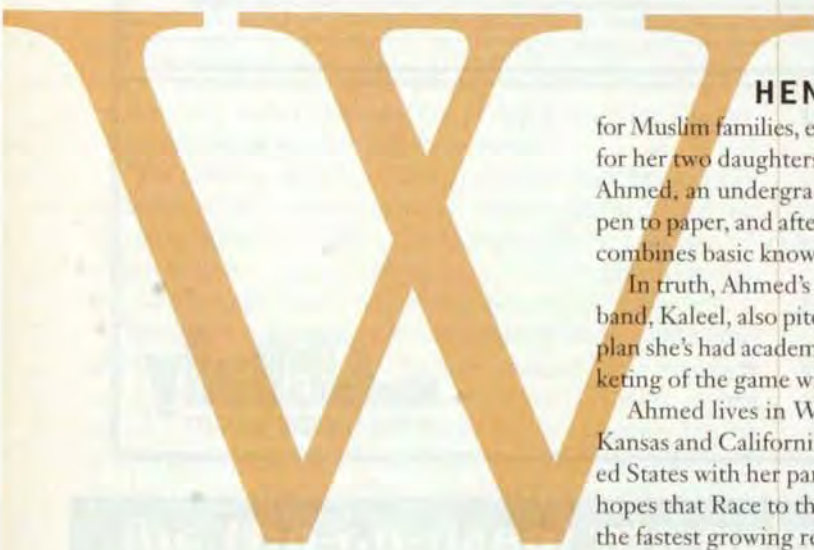 W
HEN
for Muslim families, e
for her two daughters
Ahmed, an undergra
pen to paper, and afte
combines basic know
In truth, Ahmed's
band, Kaleel, also pit
plan she's had academ
keting of the game w
Ahmed lives in W
Kansas and Californi
ed States with her par
hopes that Race to th
the fastest growing re